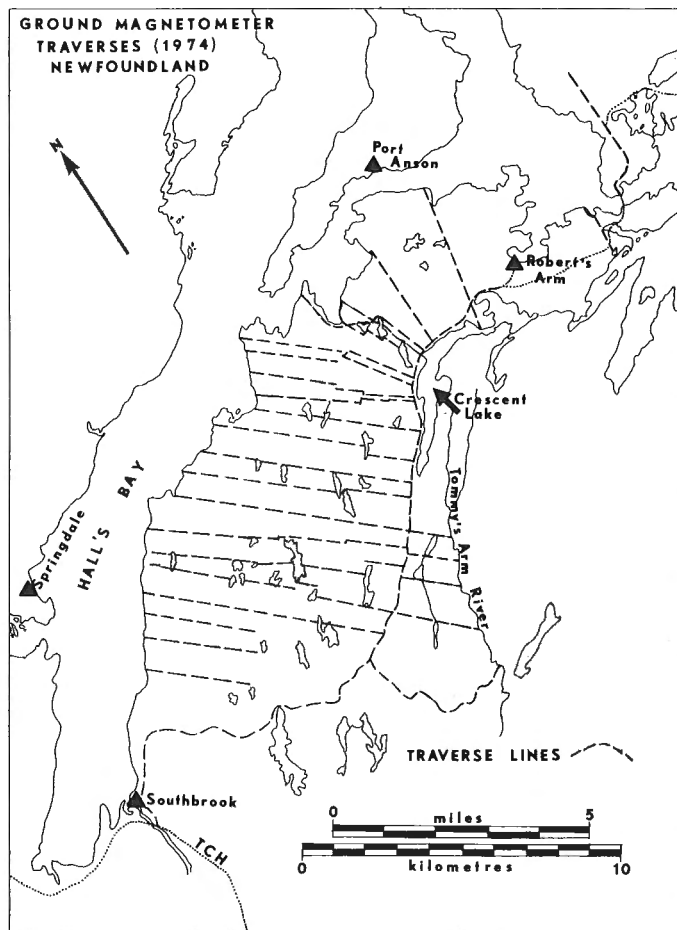 GROUND MAGNETOMETER
TRAVERSES (1974)
NEWFOUNDLAND
N
Port
Anson
Robert's
Arm
Crescent
Lake
HALL'S BAY
Springdale
Tommy's Arm River
TRAVERSE LINES
Southbrook
TCH
0 miles 5
0 kilometres 10